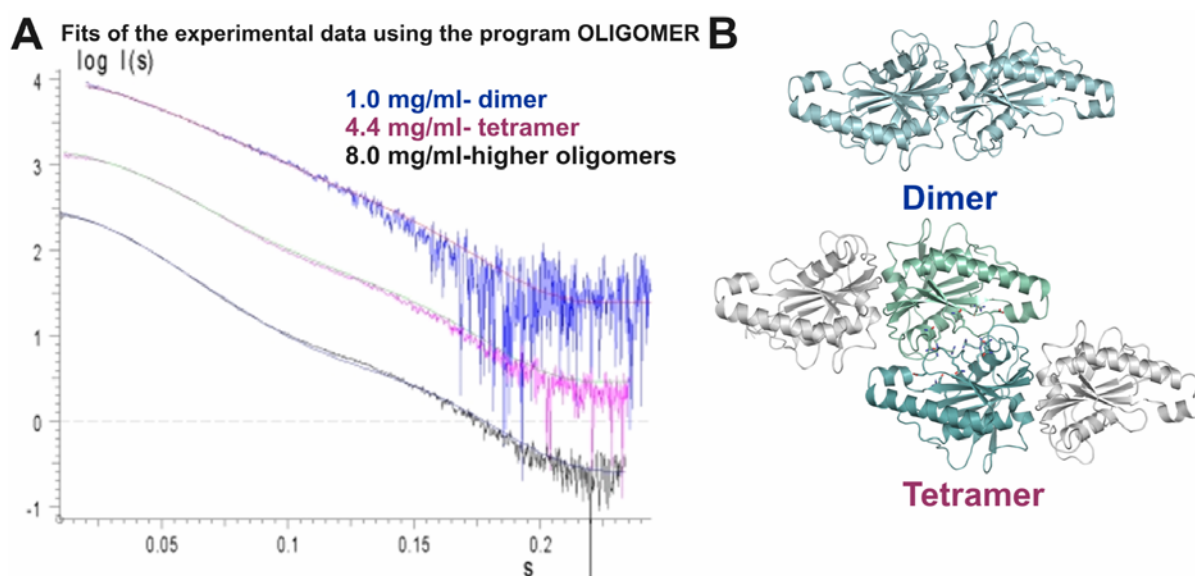 A Fits of the experimental data using the program OLIGOMER B
log I(s)
1.0 mg/ml- dimer
4.4 mg/ml- tetramer
8.0 mg/ml-higher oligomers
4
3
2
1
0
-1
0.05 0.1 0.15 0.2
s
Dimer
Tetramer